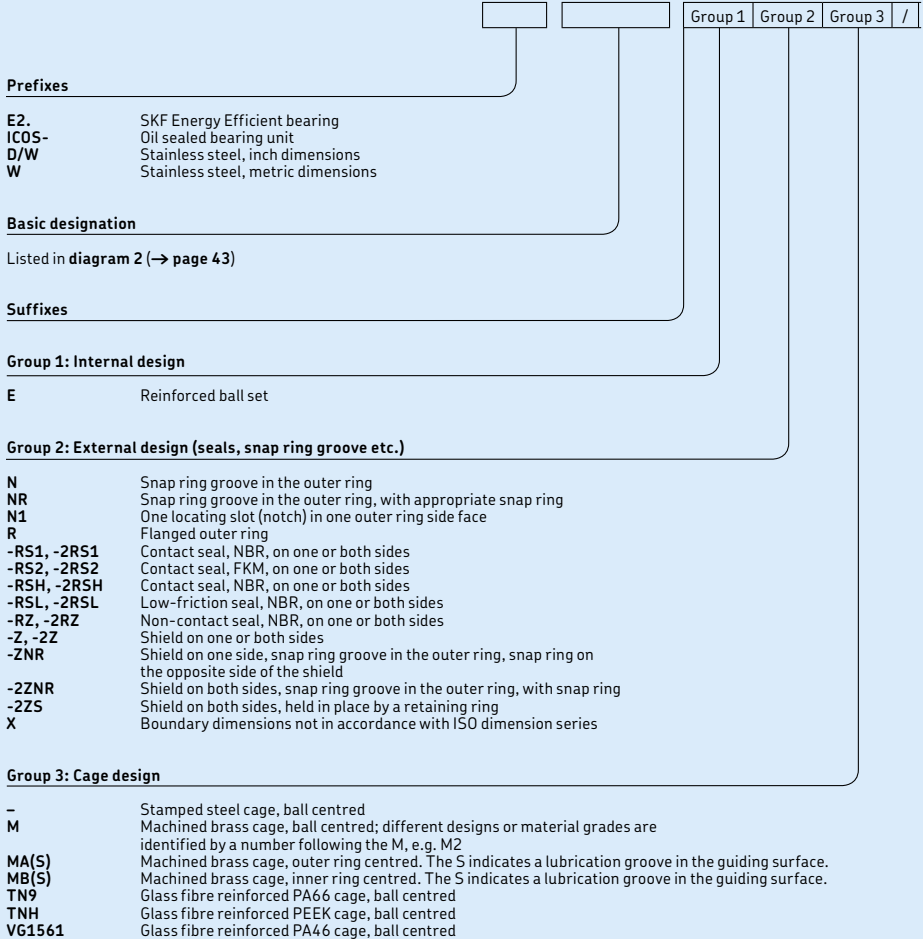 Group 1 Group 2 Group 3 /
Prefixes
E2. SKF Energy Efficient bearing
ICOS- Oil sealed bearing unit
D/W Stainless steel, inch dimensions
W Stainless steel, metric dimensions
Basic designation
Listed in diagram 2 (→ page 43)
Suffixes
Group 1: Internal design
E Reinforced ball set
Group 2: External design (seals, snap ring groove etc.)
N Snap ring groove in the outer ring
NR Snap ring groove in the outer ring, with appropriate snap ring
N1 One locating slot (notch) in one outer ring side face
R Flanged outer ring
-RS1, -2RS1 Contact seal, NBR, on one or both sides
-RS2, -2RS2 Contact seal, FKM, on one or both sides
-RSH, -2RSH Contact seal, NBR, on one or both sides
-RSL, -2RSL Low-friction seal, NBR, on one or both sides
-RZ, -2RZ Non-contact seal, NBR, on one or both sides
-Z, -2Z Shield on one or both sides
-ZNR Shield on one side, snap ring groove in the outer ring, snap ring on
the opposite side of the shield
-2ZNR Shield on both sides, snap ring groove in the outer ring, with snap ring
-2ZS Shield on both sides, held in place by a retaining ring
X Boundary dimensions not in accordance with ISO dimension series
Group 3: Cage design
– Stamped steel cage, ball centred
M Machined brass cage, ball centred; different designs or material grades are
identified by a number following the M, e.g. M2
MA(S) Machined brass cage, outer ring centred. The S indicates a lubrication groove in the guiding surface.
MB(S) Machined brass cage, inner ring centred. The S indicates a lubrication groove in the guiding surface.
TN9 Glass fibre reinforced PA66 cage, ball centred
TNH Glass fibre reinforced PEEK cage, ball centred
VG1561 Glass fibre reinforced PA46 cage, ball centred